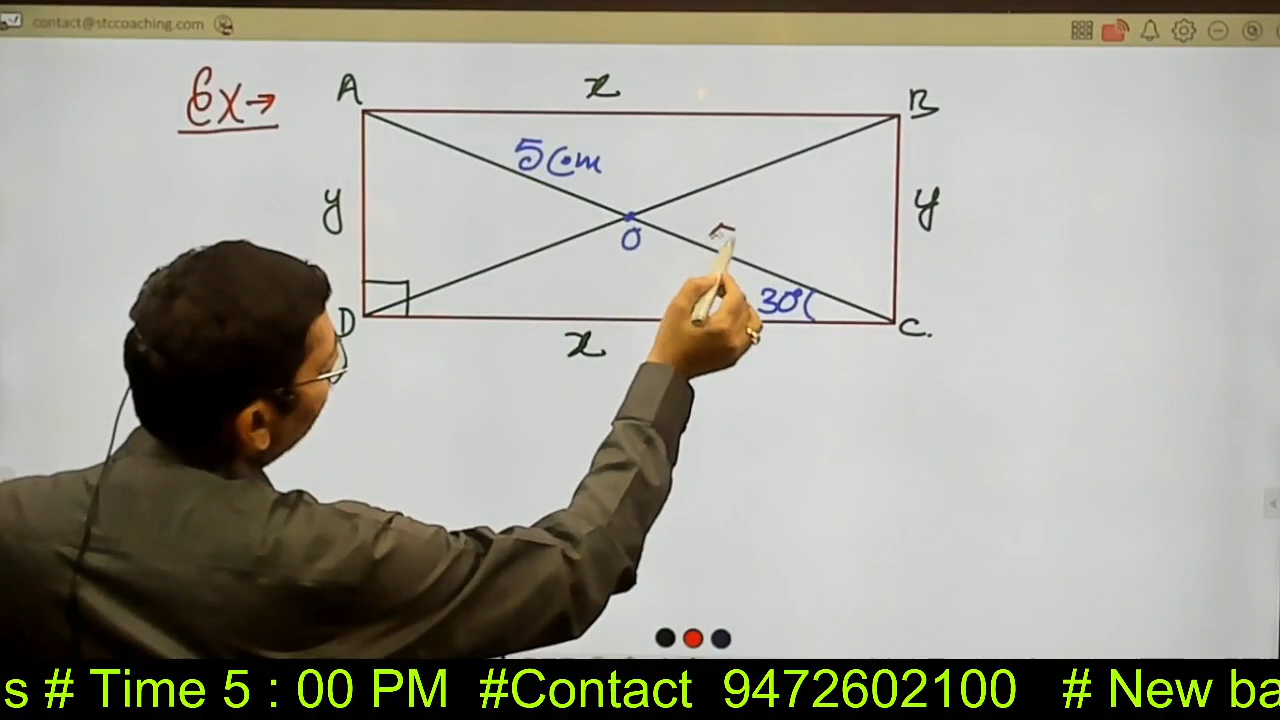 contact@stccoaching.com
Ex→
A
x
B
5cm
y
y
O
30°
D
x
C.
s # Time 5 : 00 PM #Contact 9472602100 # New ba